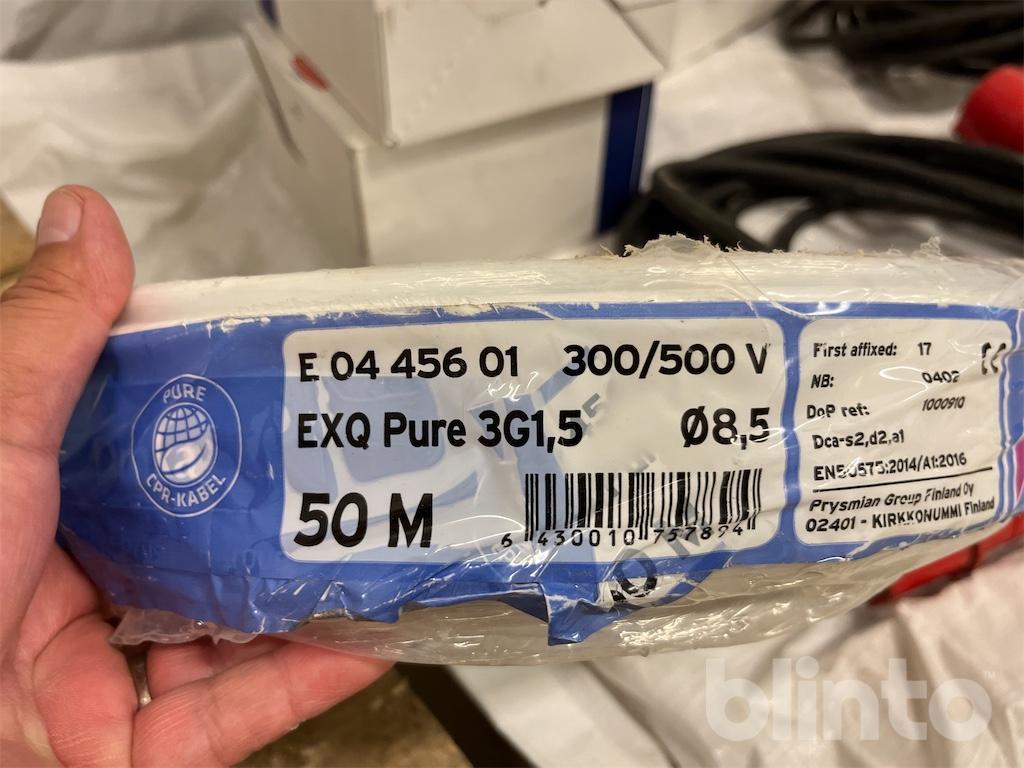 PURE
CPR-KABEL
E 04 456 01 300/500 V
EXQ Pure 3G1,5 Ø8,5
50 M
6 430010 757894
First affixed: 17
NB: 0402
DoP ref: 1000910
Dca-s2,d2,a1
EN50575:2014/A1:2016
Prysmian Group Finland Oy
02401 - KIRKKONUMMI Finland
blinto™